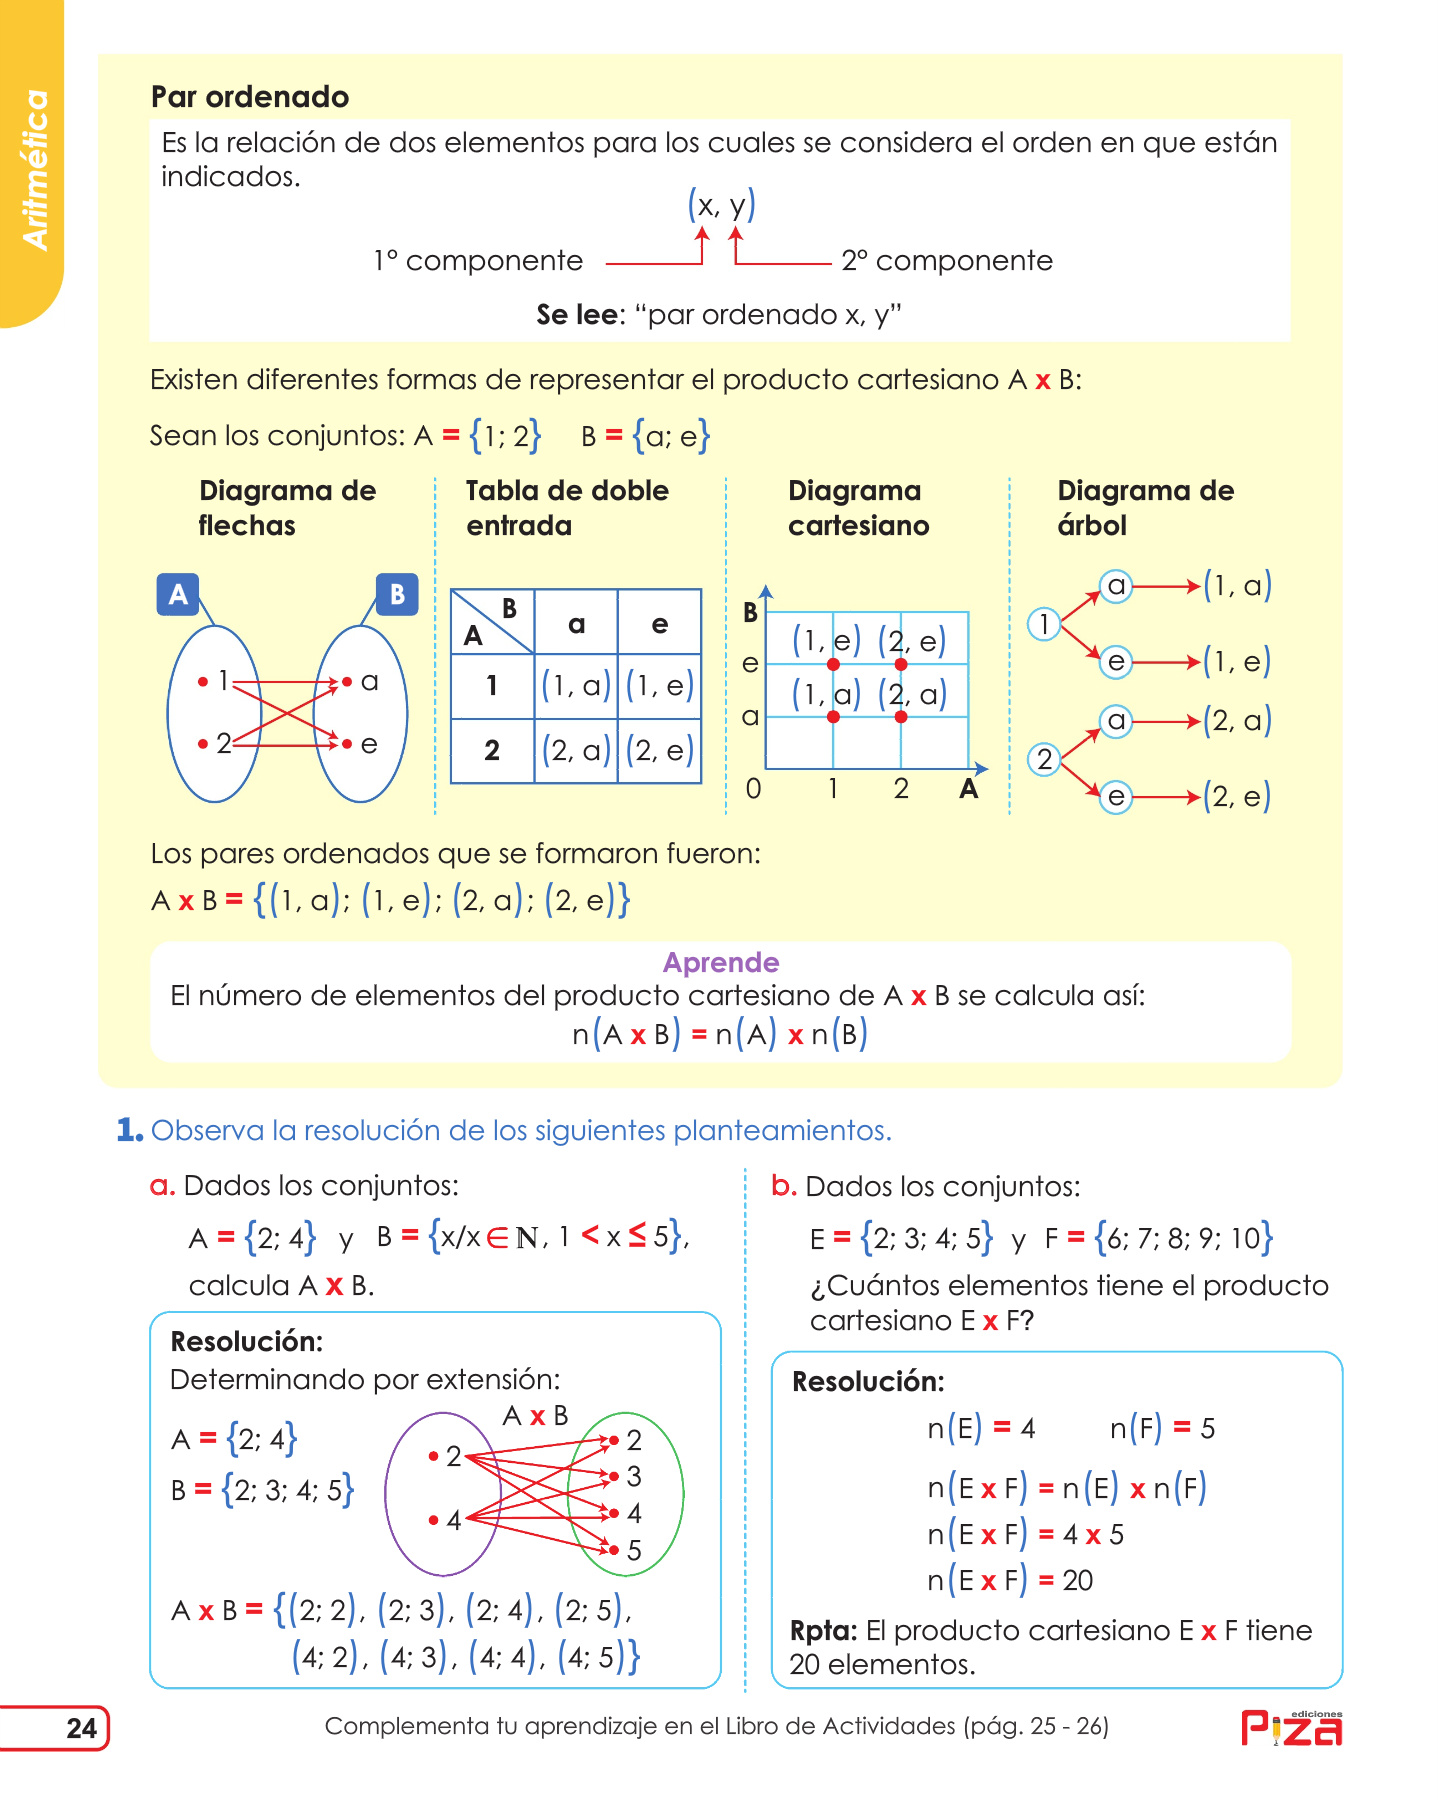 Aritmética
Par ordenado
Es la relación de dos elementos para los cuales se considera el orden en que están
indicados.
(x, y)
1° componente
2° componente
Se lee: “par ordenado x, y”
Existen diferentes formas de representar el producto cartesiano A x B:
Sean los conjuntos: A = {1; 2} B = {a; e}
Diagrama de
flechas
A
B
1
2
a
e
Tabla de doble
entrada
B
A
a e
1 (1, a) (1, e)
2 (2, a) (2, e)
Diagrama
cartesiano
B
e
a
(1, e) (2, e)
(1, a) (2, a)
0 1 2 A
Diagrama de
árbol
1
a (1, a)
e (1, e)
2
a (2, a)
e (2, e)
Los pares ordenados que se formaron fueron:
A x B = {(1, a); (1, e); (2, a); (2, e)}
Aprende
El número de elementos del producto cartesiano de A x B se calcula así:
n(A x B) = n(A) x n(B)
1. Observa la resolución de los siguientes planteamientos.
a. Dados los conjuntos:
A = {2; 4} y B = {x/x ∈ ℕ, 1 < x ≤ 5},
calcula A x B.
Resolución:
Determinando por extensión:
A = {2; 4}
B = {2; 3; 4; 5}
A x B
2
4
2
3
4
5
A x B = {(2; 2), (2; 3), (2; 4), (2; 5),
(4; 2), (4; 3), (4; 4), (4; 5)}
b. Dados los conjuntos:
E = {2; 3; 4; 5} y F = {6; 7; 8; 9; 10}
¿Cuántos elementos tiene el producto
cartesiano E x F?
Resolución:
n(E) = 4 n(F) = 5
n(E x F) = n(E) x n(F)
n(E x F) = 4 x 5
n(E x F) = 20
Rpta: El producto cartesiano E x F tiene
20 elementos.
24
Complementa tu aprendizaje en el Libro de Actividades (pág. 25 - 26)
ediciones
Piza